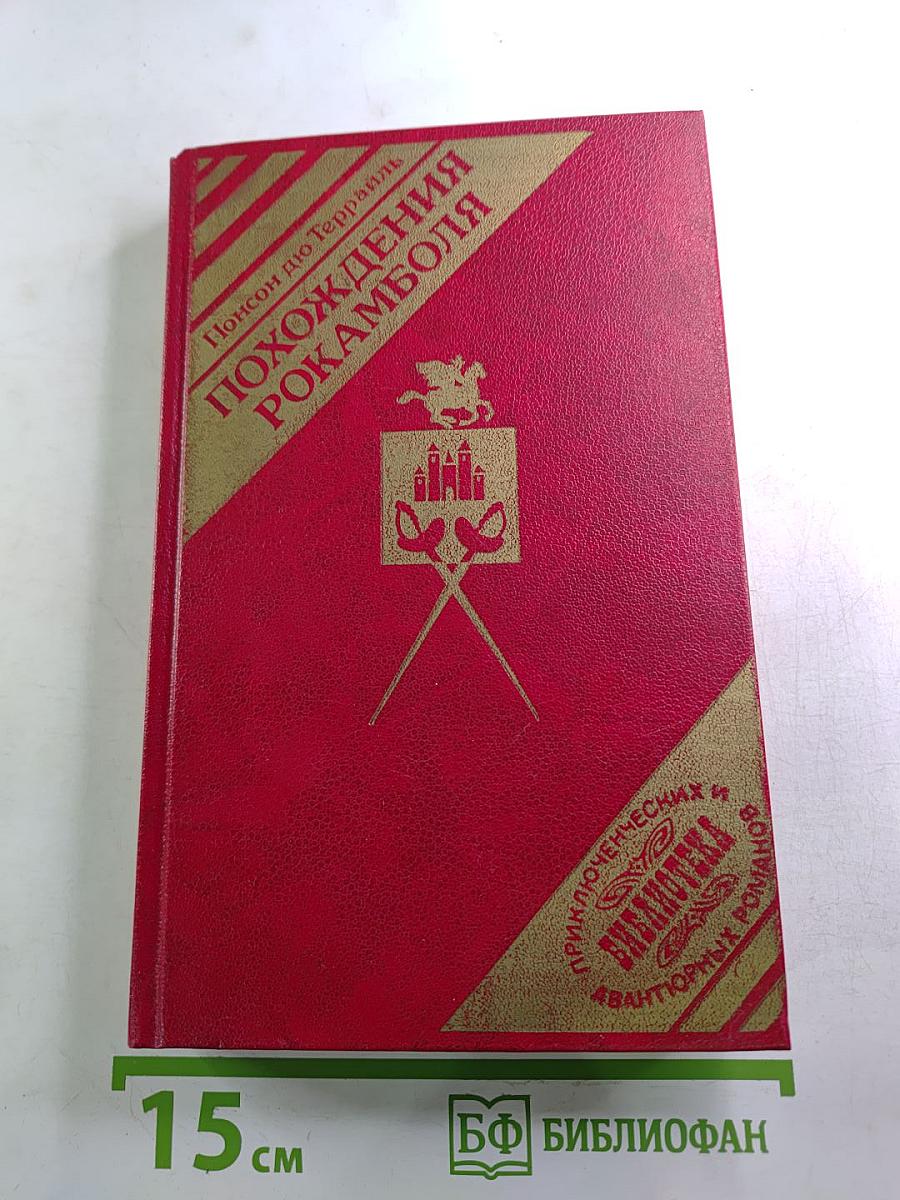 Понсон дю Террайль
ПОХОЖДЕНИЯ
РОКАМБОЛЯ
ПРИКЛЮЧЕНЧЕСКИХ И
БИБЛИОТЕКА
АВАНТЮРНЫХ РОМАНОВ
15 см
БФ БИБЛИОФАН